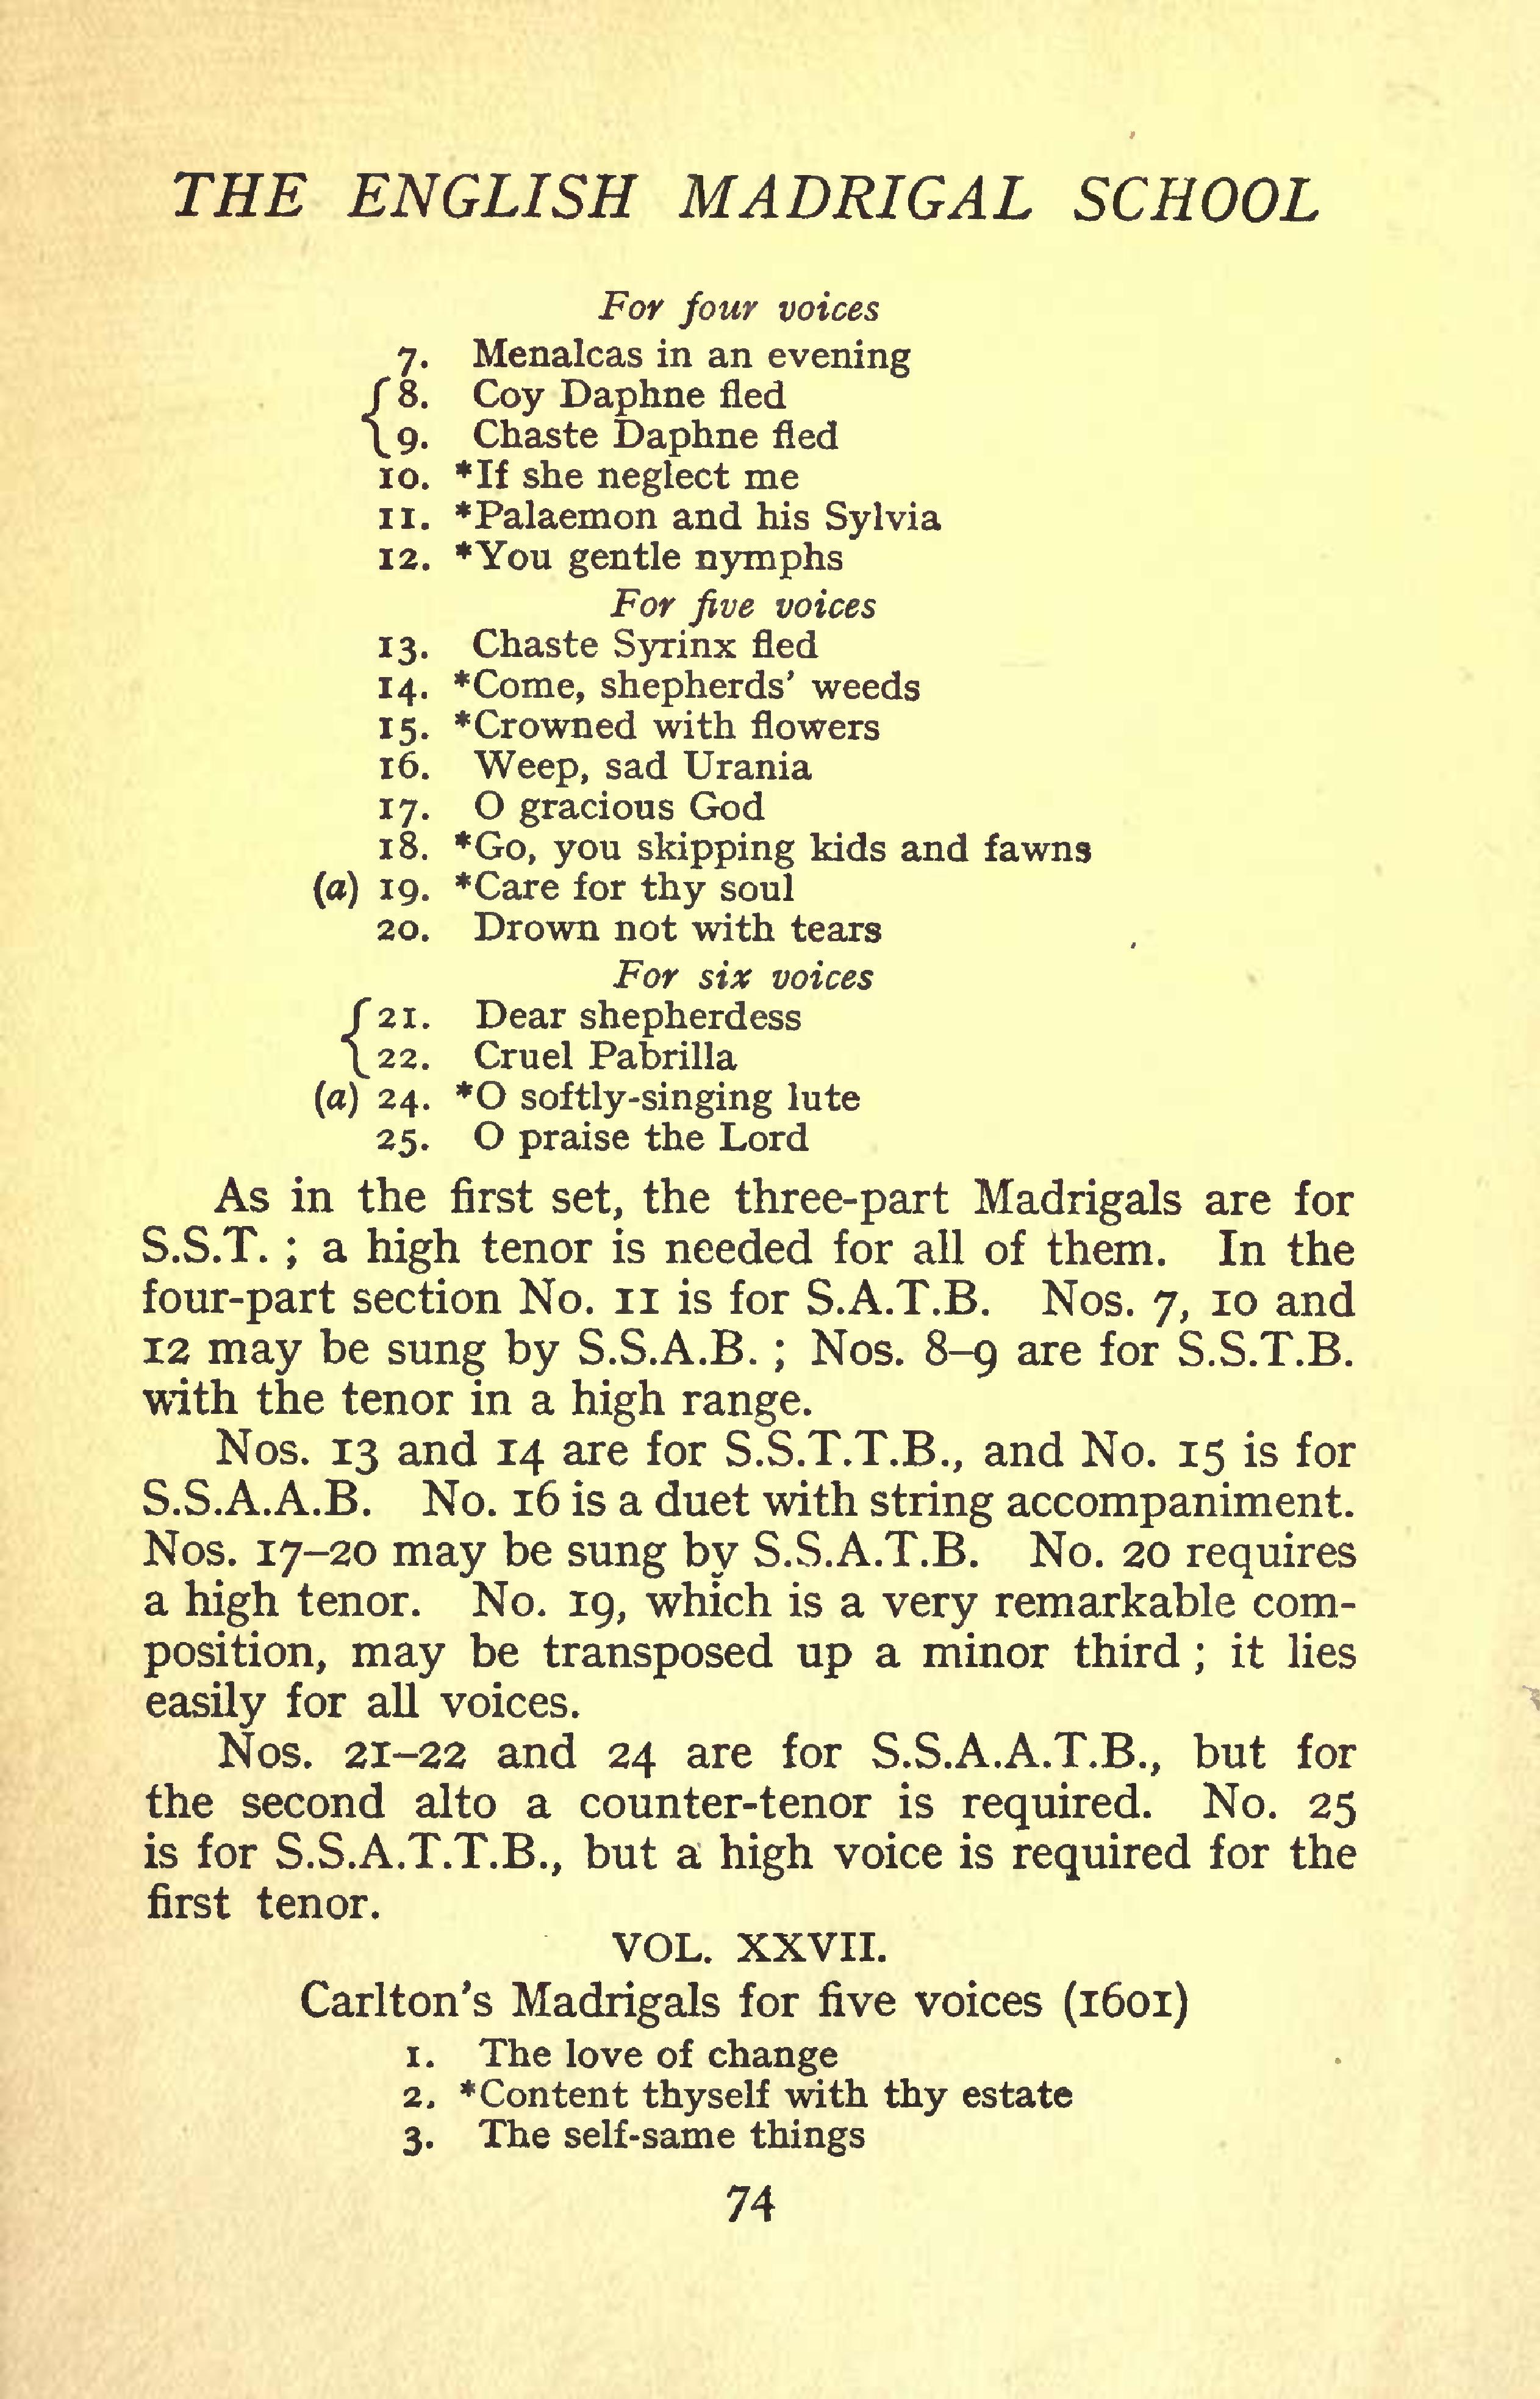 THE ENGLISH MADRIGAL SCHOOL
For four voices
7. Menalcas in an evening
8. Coy Daphne fled
9. Chaste Daphne fled
10. *If she neglect me
11. *Palaemon and his Sylvia
12. *You gentle nymphs
For five voices
13. Chaste Syrinx fled
14. *Come, shepherds' weeds
15. *Crowned with flowers
16. Weep, sad Urania
17. O gracious God
18. *Go, you skipping kids and fawns
(a) 19. *Care for thy soul
20. Drown not with tears
For six voices
21. Dear shepherdess
22. Cruel Pabrilla
(a) 24. *O softly-singing lute
25. O praise the Lord
As in the first set, the three-part Madrigals are for
S.S.T. ; a high tenor is needed for all of them. In the
four-part section No. 11 is for S.A.T.B. Nos. 7, 10 and
12 may be sung by S.S.A.B. ; Nos. 8–9 are for S.S.T.B.
with the tenor in a high range.
Nos. 13 and 14 are for S.S.T.T.B., and No. 15 is for
S.S.A.A.B. No. 16 is a duet with string accompaniment.
Nos. 17–20 may be sung by S.S.A.T.B. No. 20 requires
a high tenor. No. 19, which is a very remarkable com-
position, may be transposed up a minor third ; it lies
easily for all voices.
Nos. 21–22 and 24 are for S.S.A.A.T.B., but for
the second alto a counter-tenor is required. No. 25
is for S.S.A.T.T.B., but a high voice is required for the
first tenor.
VOL. XXVII.
Carlton's Madrigals for five voices (1601)
1. The love of change
2. *Content thyself with thy estate
3. The self-same things
74